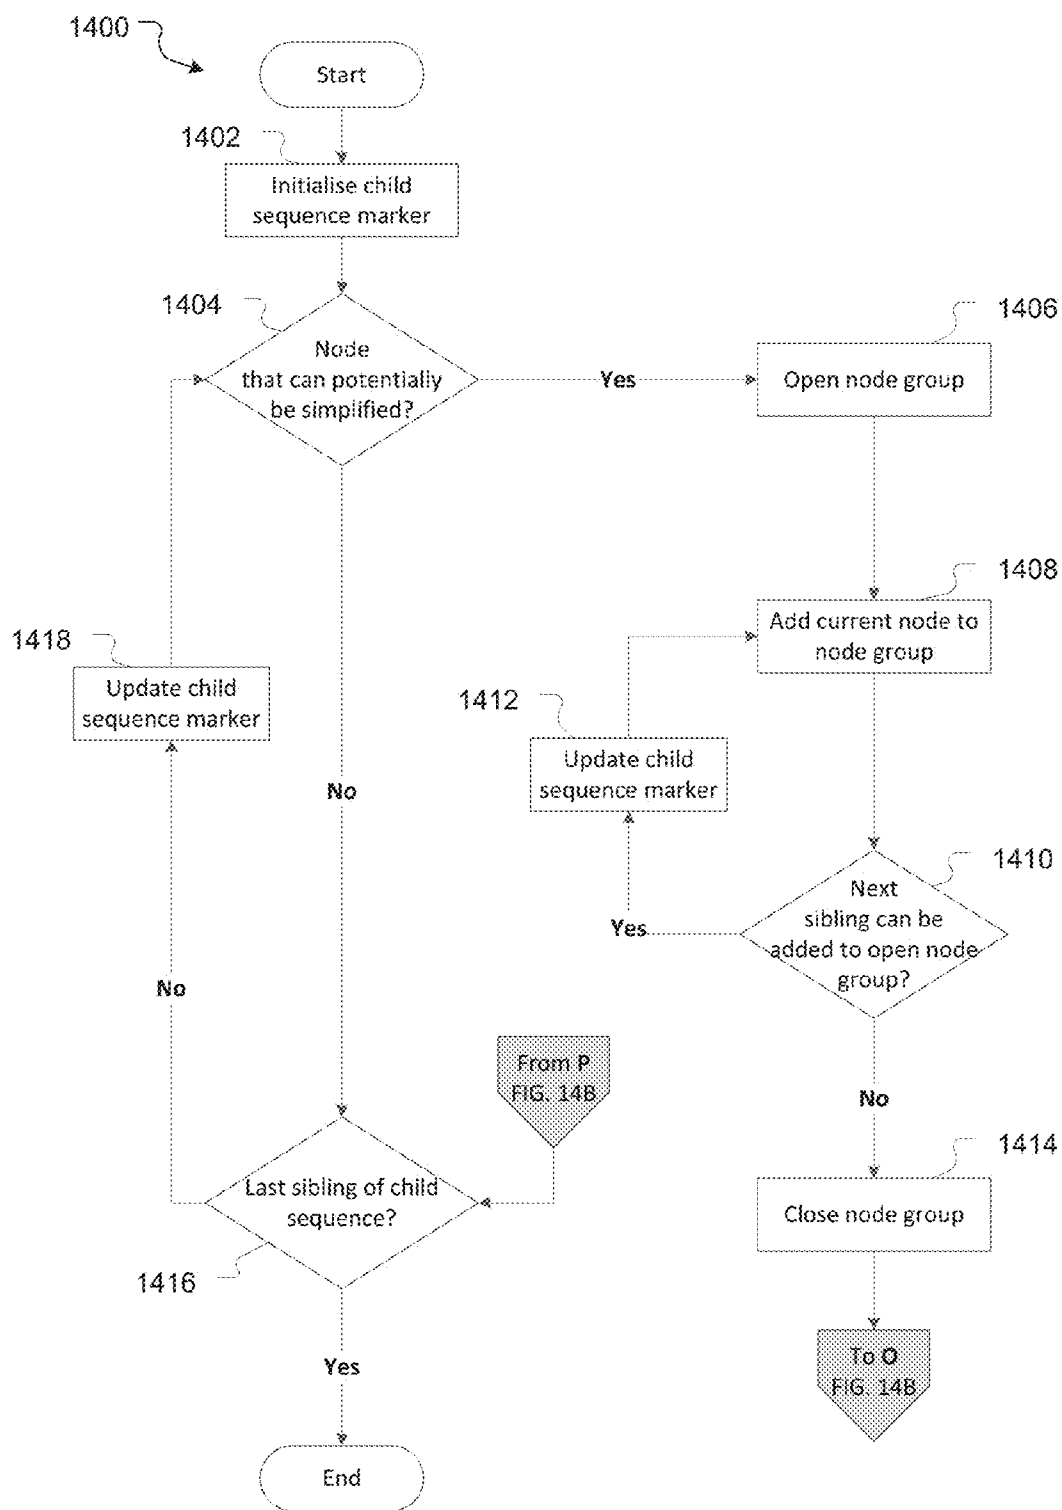 1400
Start
1402
Initialise child
sequence marker
1404
Node
that can potentially
be simplified?
Yes
1406
Open node group
1408
Add current node to
node group
1418
Update child
sequence marker
1412
Update child
sequence marker
No
1410
Next
sibling can be
added to open node
group?
Yes
No
From P
FIG. 14B
No
1414
Close node group
Last sibling of child
sequence?
1416
Yes
To O
FIG. 14B
End